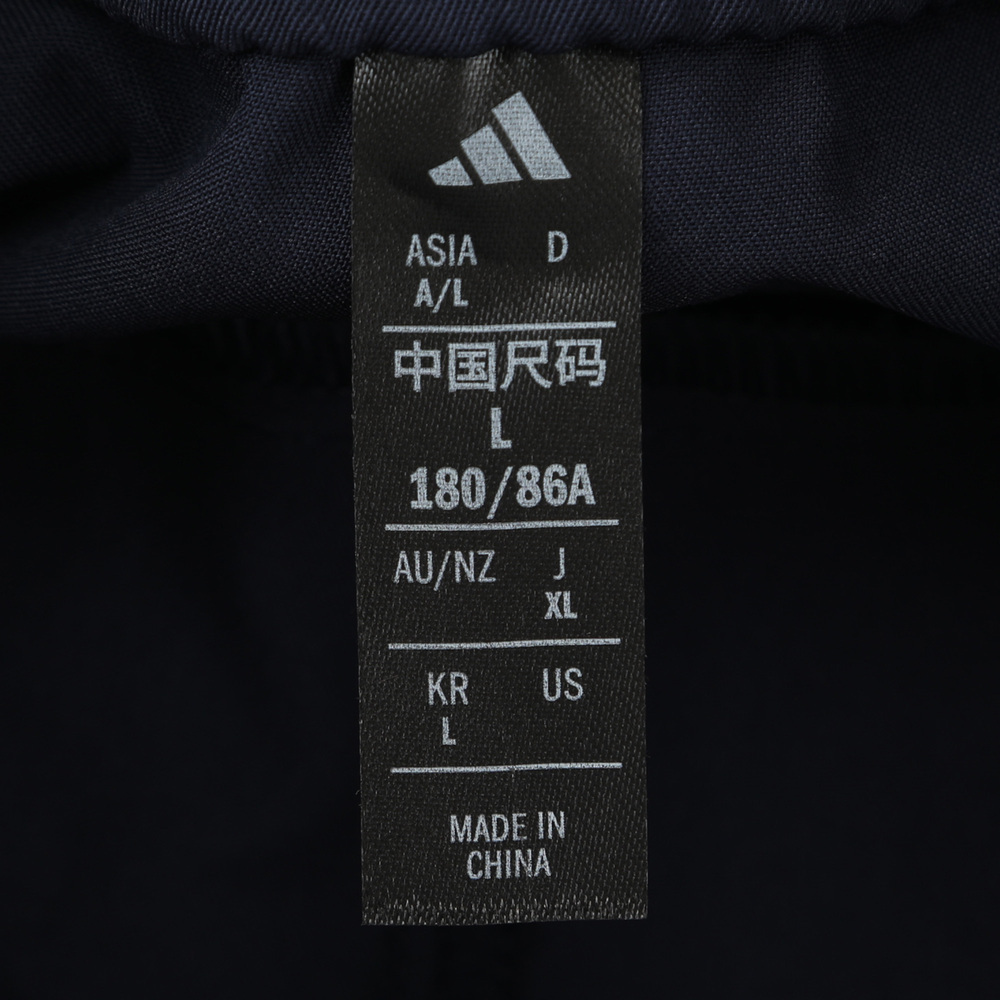 ASIA D
A/L
中国尺码
L
180/86A
AU/NZ J
XL
KR US
L
MADE IN
CHINA